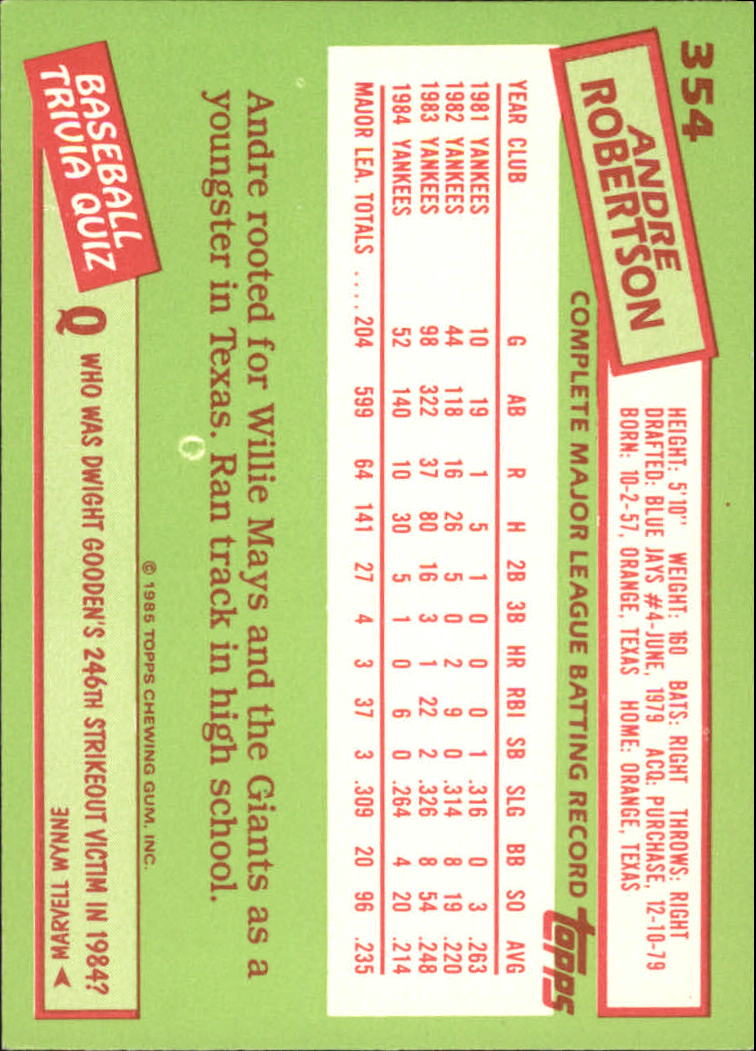 354
ANDRE
ROBERTSON
HEIGHT: 5'10" WEIGHT: 160 BATS: RIGHT THROWS: RIGHT
DRAFTED: BLUE JAYS #4-JUNE, 1979 ACQ: PURCHASE, 12-10-79
BORN: 10-2-57, ORANGE, TEXAS HOME: ORANGE, TEXAS
COMPLETE MAJOR LEAGUE BATTING RECORD
topps
YEAR CLUB G AB R H 2B 3B HR RBI SB SLG BB SO AVG
1981 YANKEES 10 19 1 5 1 0 0 0 1 .316 0 3 .263
1982 YANKEES 44 118 16 26 5 0 2 9 0 .314 8 19 .220
1983 YANKEES 98 322 37 80 16 3 1 22 2 .326 8 54 .248
1984 YANKEES 52 140 10 30 5 1 0 6 0 .264 4 20 .214
MAJOR LEA. TOTALS .... 204 599 64 141 27 4 3 37 3 .309 20 96 .235
Andre rooted for Willie Mays and the Giants as a
youngster in Texas. Ran track in high school.
© 1985 TOPPS CHEWING GUM, INC.
BASEBALL
TRIVIA QUIZ
Q WHO WAS DWIGHT GOODEN'S 246TH STRIKEOUT VICTIM IN 1984?
MARVELL WYNNE